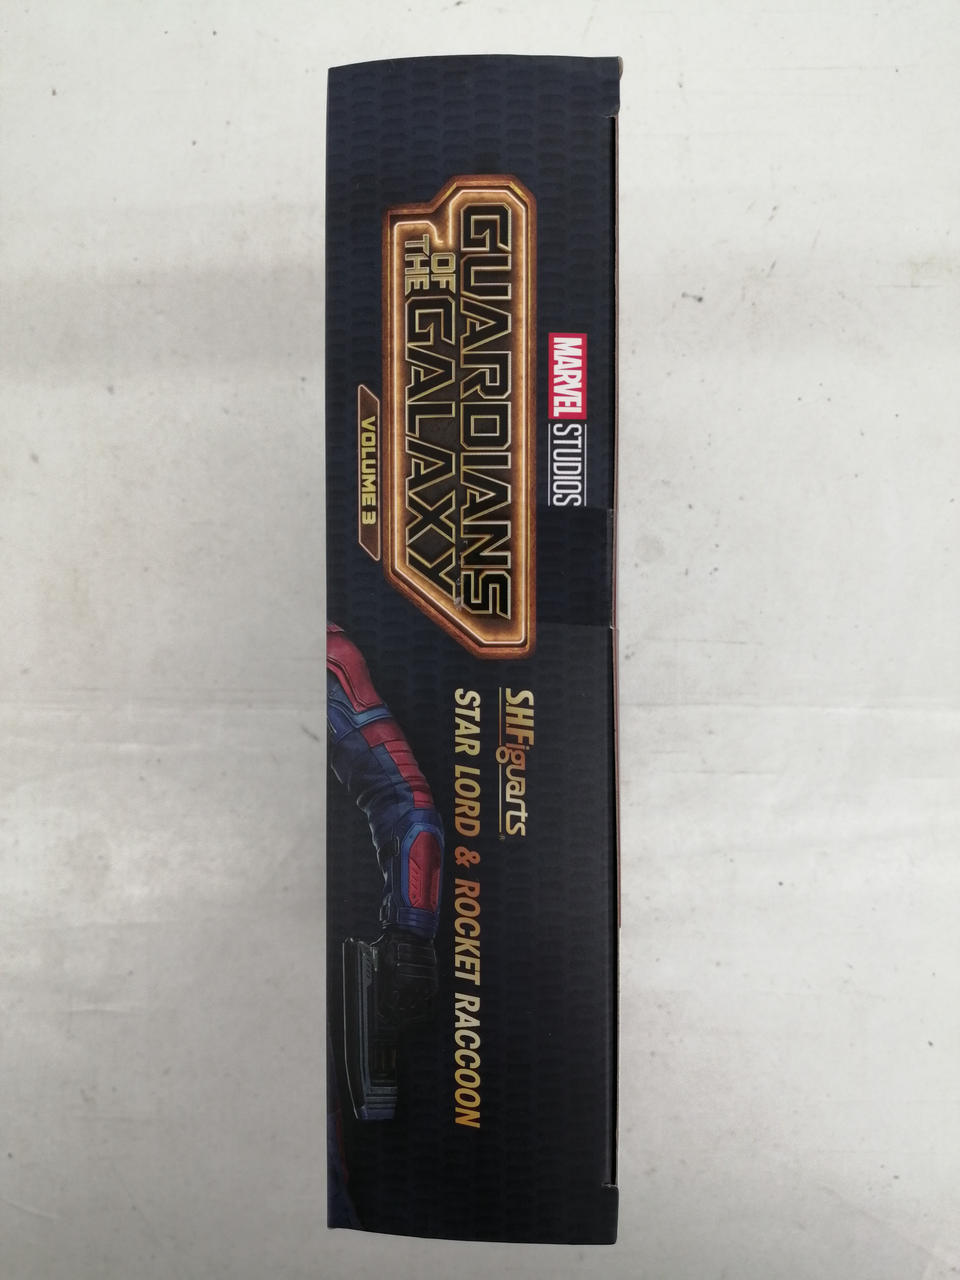 MARVEL STUDIOS
GUARDIANS
OF THE GALAXY
VOLUME 3
S.H.Figuarts®
STAR LORD & ROCKET RACCOON